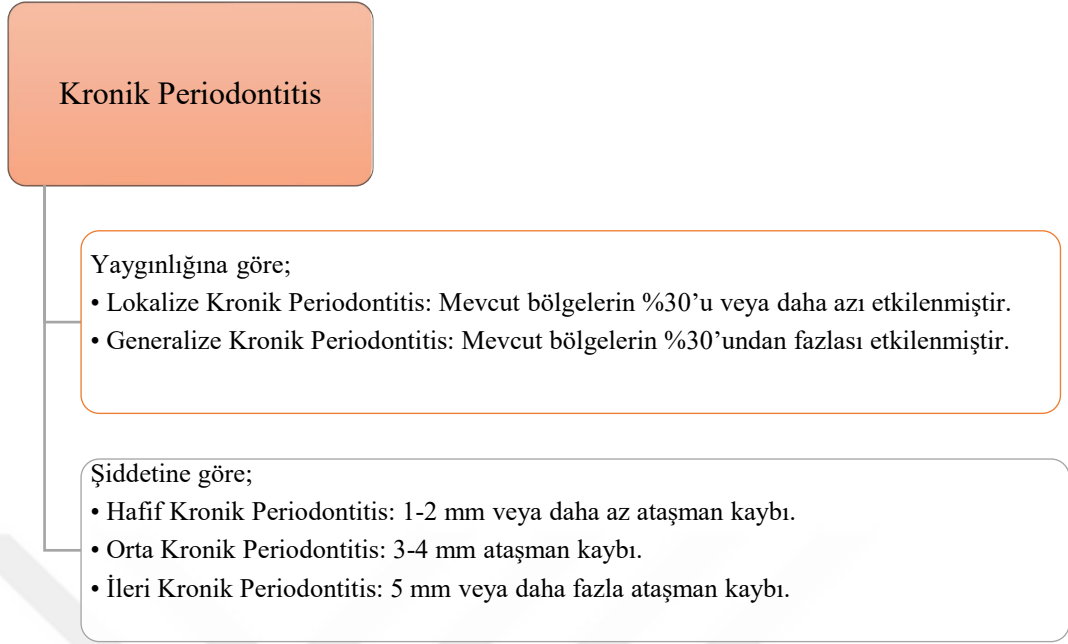 Kronik Periodontitis
Yaygınlığına göre;
• Lokalize Kronik Periodontitis: Mevcut bölgelerin %30’u veya daha azı etkilenmiştir.
• Generalize Kronik Periodontitis: Mevcut bölgelerin %30’undan fazlası etkilenmiştir.
Şiddetine göre;
• Hafif Kronik Periodontitis: 1-2 mm veya daha az ataşman kaybı.
• Orta Kronik Periodontitis: 3-4 mm ataşman kaybı.
• İleri Kronik Periodontitis: 5 mm veya daha fazla ataşman kaybı.